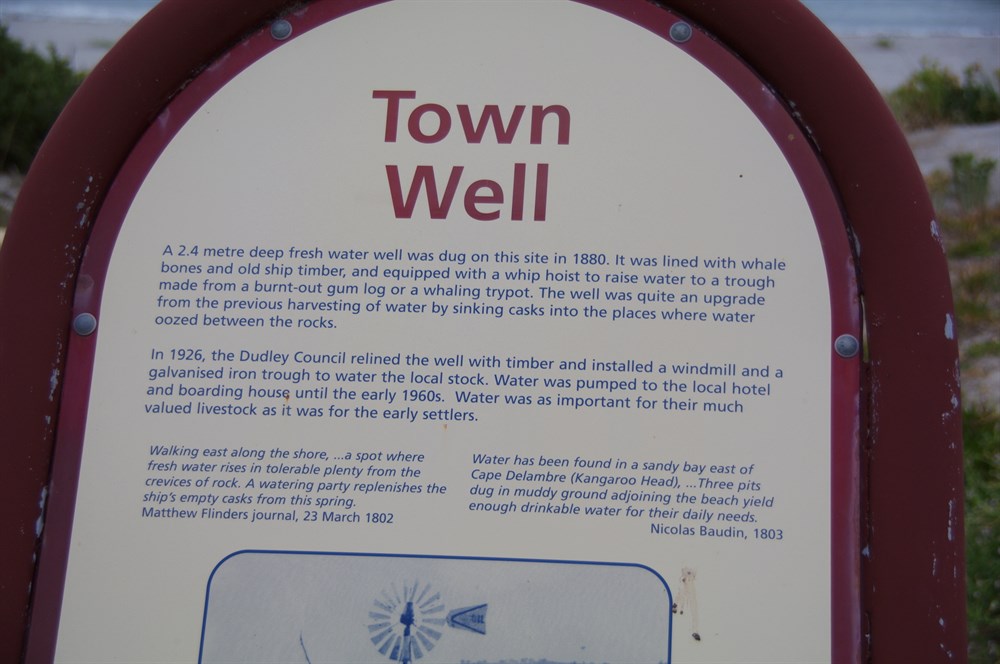 Town
Well
A 2.4 metre deep fresh water well was dug on this site in 1880. It was lined with whale
bones and old ship timber, and equipped with a whip hoist to raise water to a trough
made from a burnt-out gum log or a whaling trypot. The well was quite an upgrade
from the previous harvesting of water by sinking casks into the places where water
oozed between the rocks.
In 1926, the Dudley Council relined the well with timber and installed a windmill and a
galvanised iron trough to water the local stock. Water was pumped to the local hotel
and boarding house until the early 1960s. Water was as important for their much
valued livestock as it was for the early settlers.
Walking east along the shore, ...a spot where
fresh water rises in tolerable plenty from the
crevices of rock. A watering party replenishes the
ship's empty casks from this spring.
Matthew Flinders journal, 23 March 1802
Water has been found in a sandy bay east of
Cape Delambre (Kangaroo Head), ...Three pits
dug in muddy ground adjoining the beach yield
enough drinkable water for their daily needs.
Nicolas Baudin, 1803